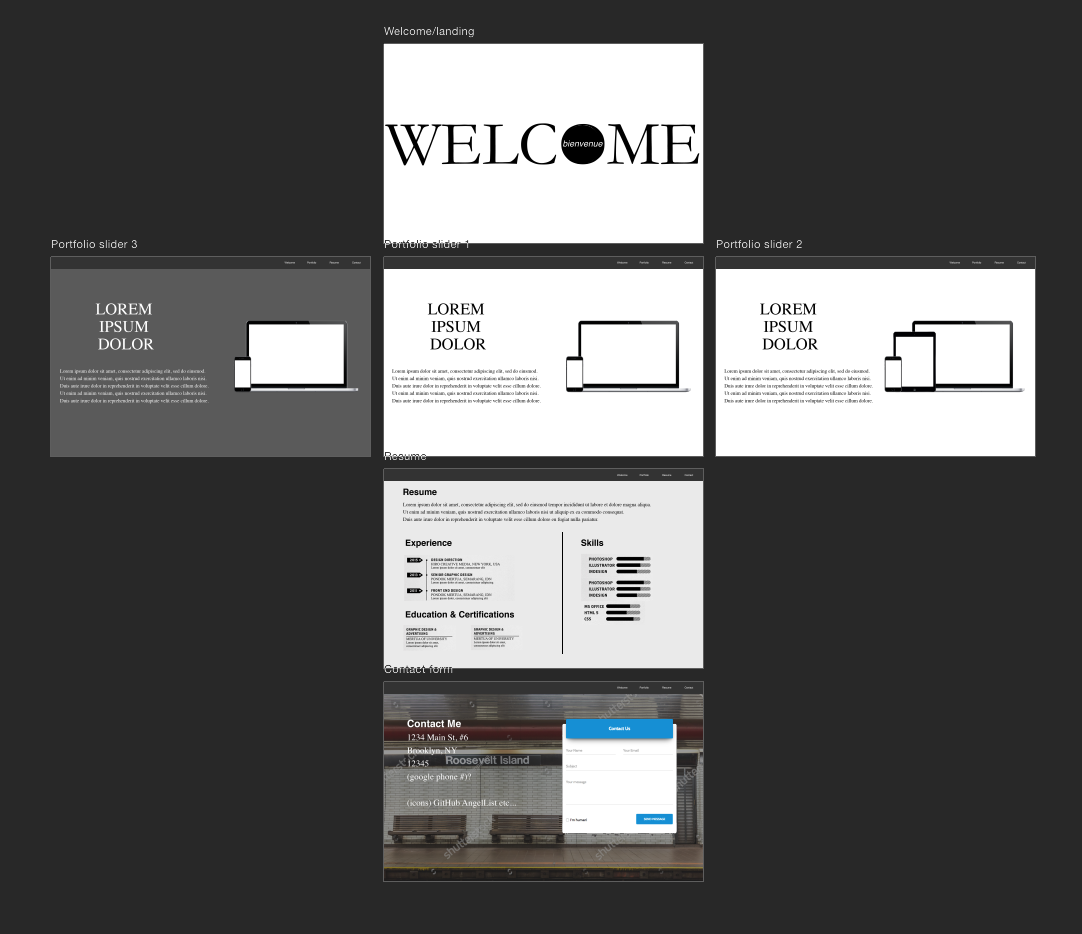 Welcome/landing
WELCOME
bienvenue
Portfolio slider 3
Portfolio slider 1
Portfolio slider 2
Welcome Portfolio Resume Contact
LOREM
IPSUM
DOLOR
Lorem ipsum dolor sit amet, consectetur adipiscing elit, sed do eiusmod.
Ut enim ad minim veniam, quis nostrud exercitation ullamco laboris nisi.
Duis aute irure dolor in reprehenderit in voluptate velit esse cillum dolore.
Ut enim ad minim veniam, quis nostrud exercitation ullamco laboris nisi.
Duis aute irure dolor in reprehenderit in voluptate velit esse cillum dolore.
Welcome Portfolio Resume Contact
LOREM
IPSUM
DOLOR
Lorem ipsum dolor sit amet, consectetur adipiscing elit, sed do eiusmod.
Ut enim ad minim veniam, quis nostrud exercitation ullamco laboris nisi.
Duis aute irure dolor in reprehenderit in voluptate velit esse cillum dolore.
Ut enim ad minim veniam, quis nostrud exercitation ullamco laboris nisi.
Duis aute irure dolor in reprehenderit in voluptate velit esse cillum dolore.
Welcome Portfolio Resume Contact
LOREM
IPSUM
DOLOR
Lorem ipsum dolor sit amet, consectetur adipiscing elit, sed do eiusmod.
Ut enim ad minim veniam, quis nostrud exercitation ullamco laboris nisi.
Duis aute irure dolor in reprehenderit in voluptate velit esse cillum dolore.
Ut enim ad minim veniam, quis nostrud exercitation ullamco laboris nisi.
Duis aute irure dolor in reprehenderit in voluptate velit esse cillum dolore.
Resume
Welcome Portfolio Resume Contact
Resume
Lorem ipsum dolor sit amet, consectetur adipiscing elit, sed do eiusmod tempor incididunt ut labore et dolore magna aliqua.
Ut enim ad minim veniam, quis nostrud exercitation ullamco laboris nisi ut aliquip ex ea commodo consequat.
Duis aute irure dolor in reprehenderit in voluptate velit esse cillum dolore eu fugiat nulla pariatur.
Experience
DESIGN DIRECTION
SENIOR GRAPHIC DESIGN
FRONT END DESIGN
Education & Certifications
GRAPHIC DESIGN &
ADVERTISING
GRAPHIC DESIGN &
ADVERTISING
Skills
PHOTOSHOP
ILLUSTRATOR
INDESIGN
PHOTOSHOP
ILLUSTRATOR
INDESIGN
MS OFFICE
HTML 5
CSS
Contact form
Welcome Portfolio Resume Contact
Contact Me
1234 Main St, #6
Brooklyn, NY
12345
(google phone #)?
(icons) GitHub AngelList etc...
Roosevelt Island
Contact Us
Your Name Your Email
Subject
Your message
I'm human!
SEND MESSAGE
shutterstock